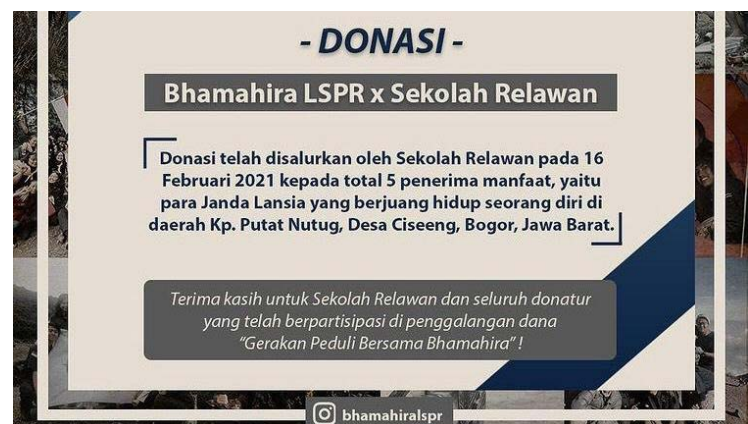 - DONASI -
Bhamahira LSPR x Sekolah Relawan
Donasi telah disalurkan oleh Sekolah Relawan pada 16
Februari 2021 kepada total 5 penerima manfaat, yaitu
para Janda Lansia yang berjuang hidup seorang diri di
daerah Kp. Putat Nutug, Desa Ciseeng, Bogor, Jawa Barat.
Terima kasih untuk Sekolah Relawan dan seluruh donatur
yang telah berpartisipasi di penggalangan dana
“Gerakan Peduli Bersama Bhamahira” !
bhamahiralspr